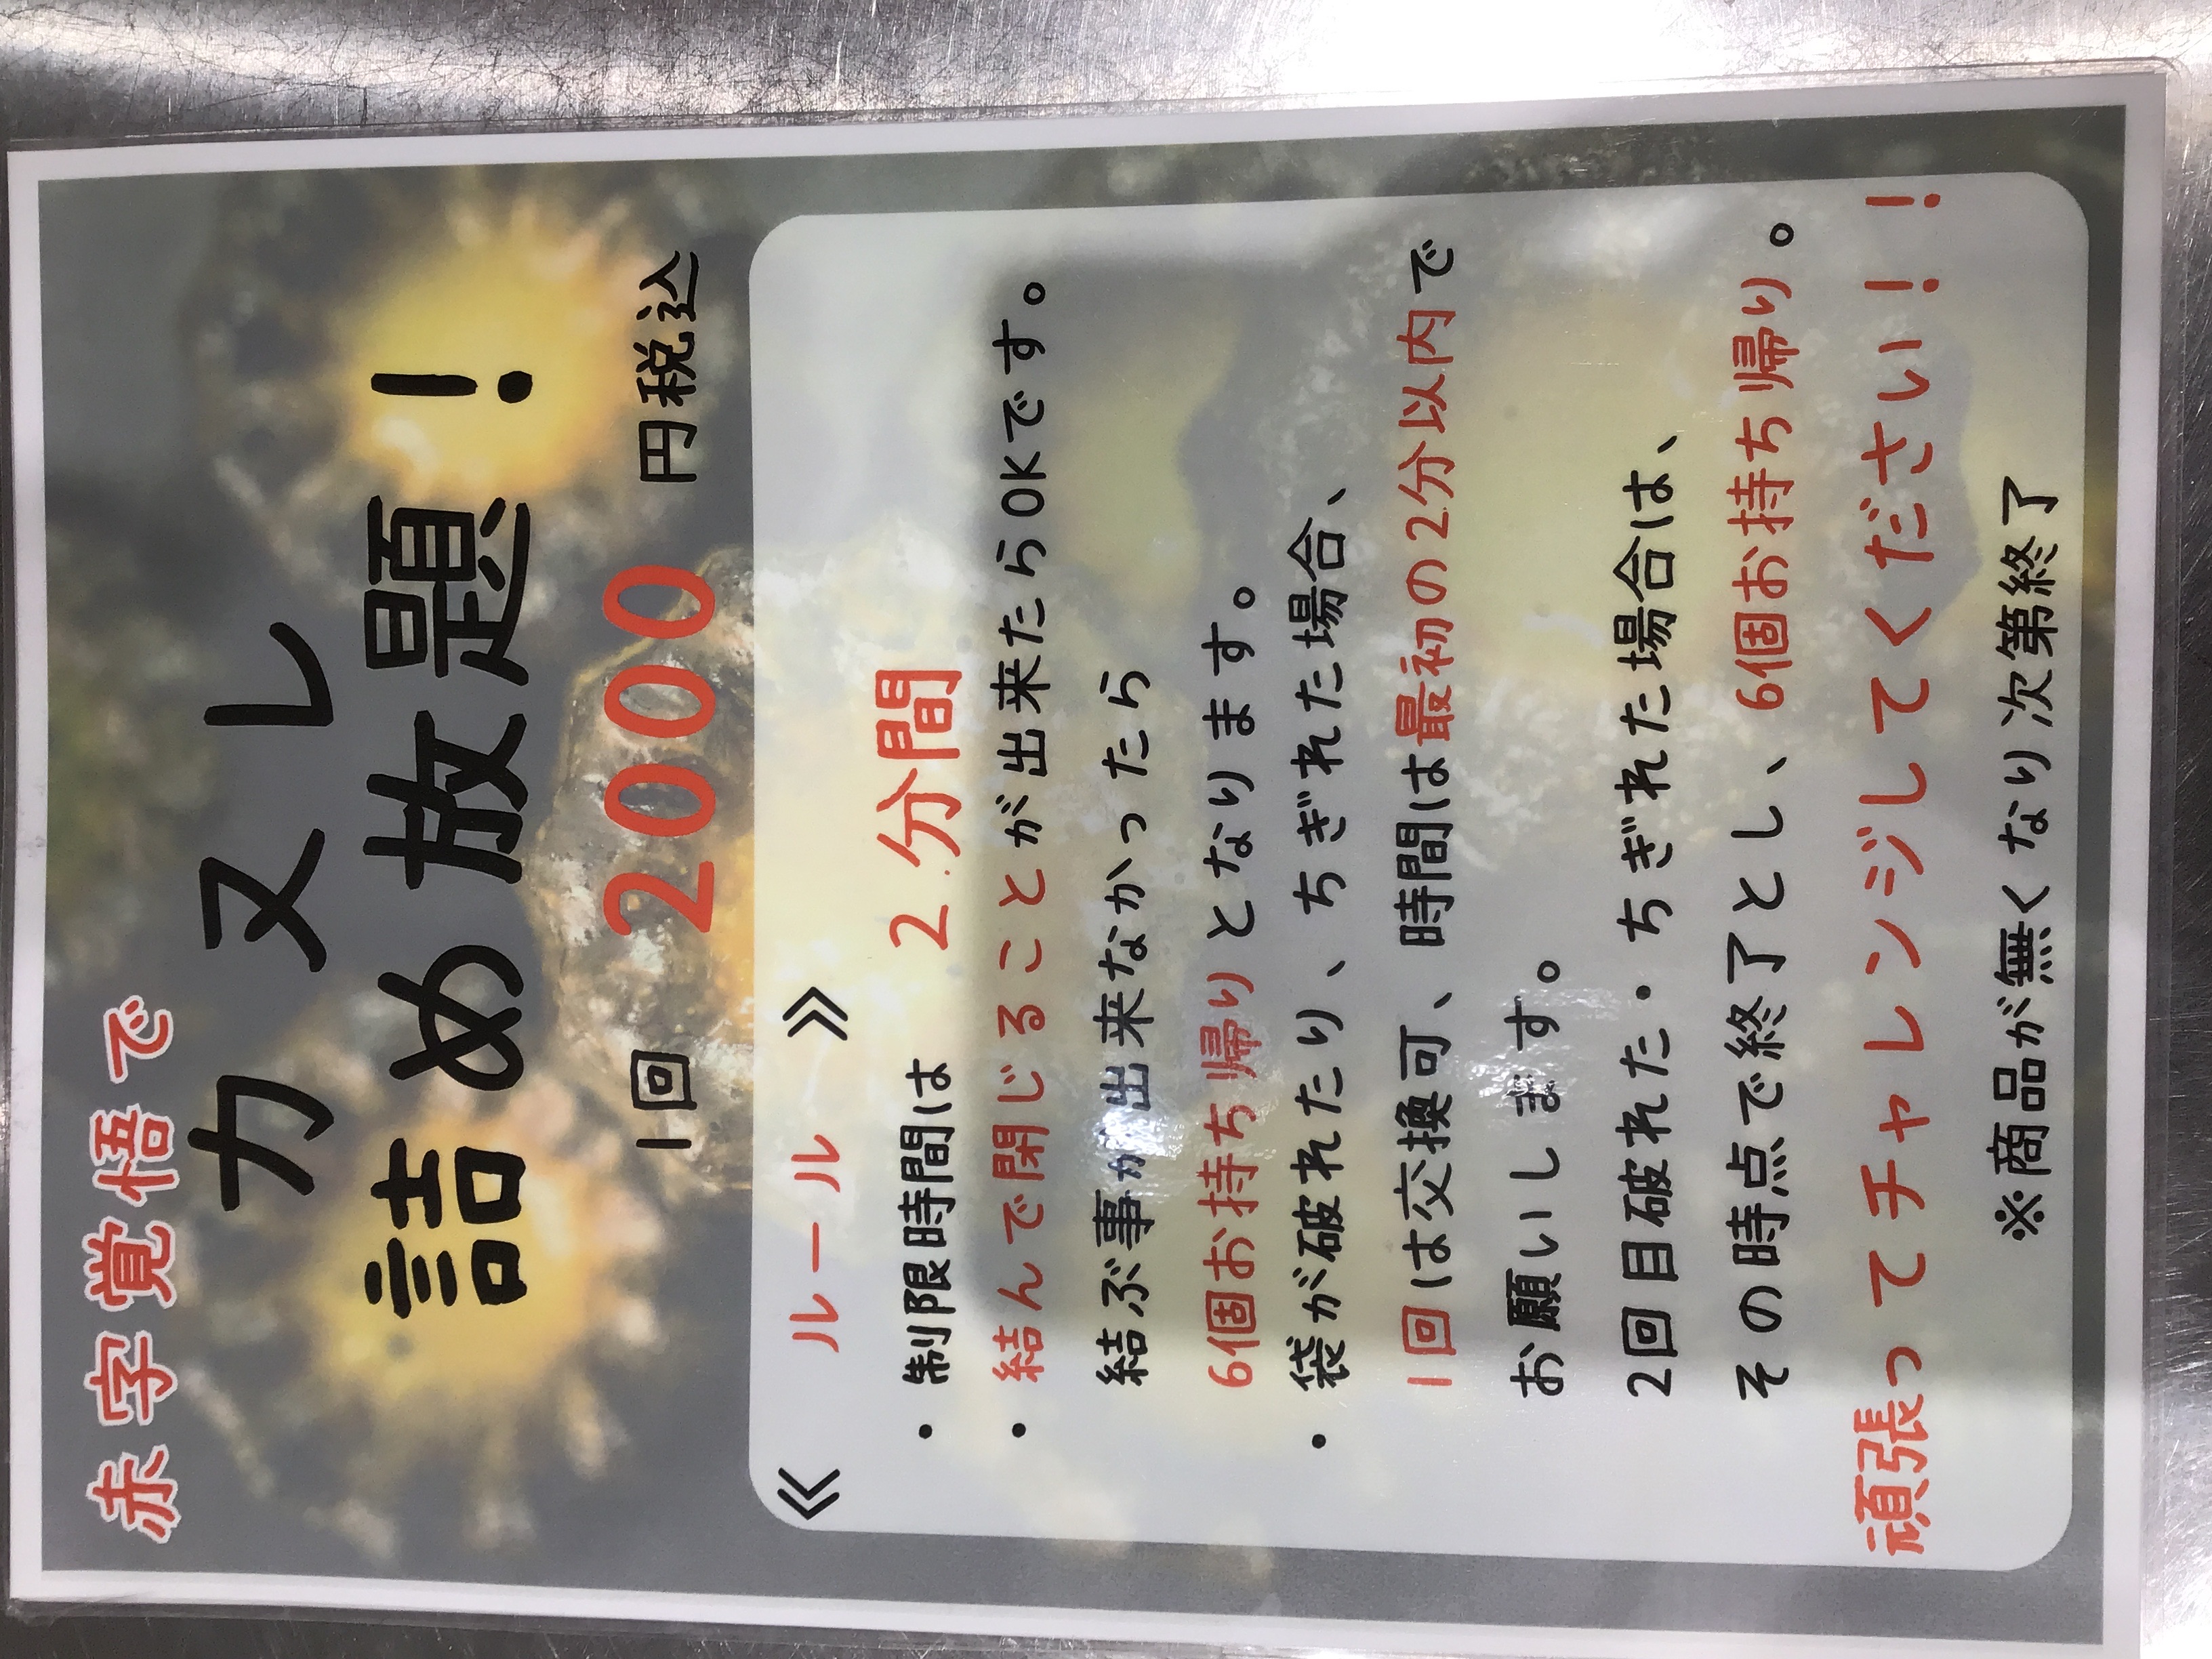 赤字覚悟で
カヌレ
詰め放題！
1回 2000 円税込
≪ ルール ≫
・制限時間は 2分間
・結んで閉じることが出来たらOKです。
結ぶ事が出来なかったら
6個お持ち帰りとなります。
・袋が破れたり、ちぎれた場合、
1回は交換可、時間は最初の2分以内で
お願いします。
2回目破れた・ちぎれた場合は、
その時点で終了とし、6個お持ち帰り。
頑張ってチャレンジしてください！！
※商品が無くなり次第終了